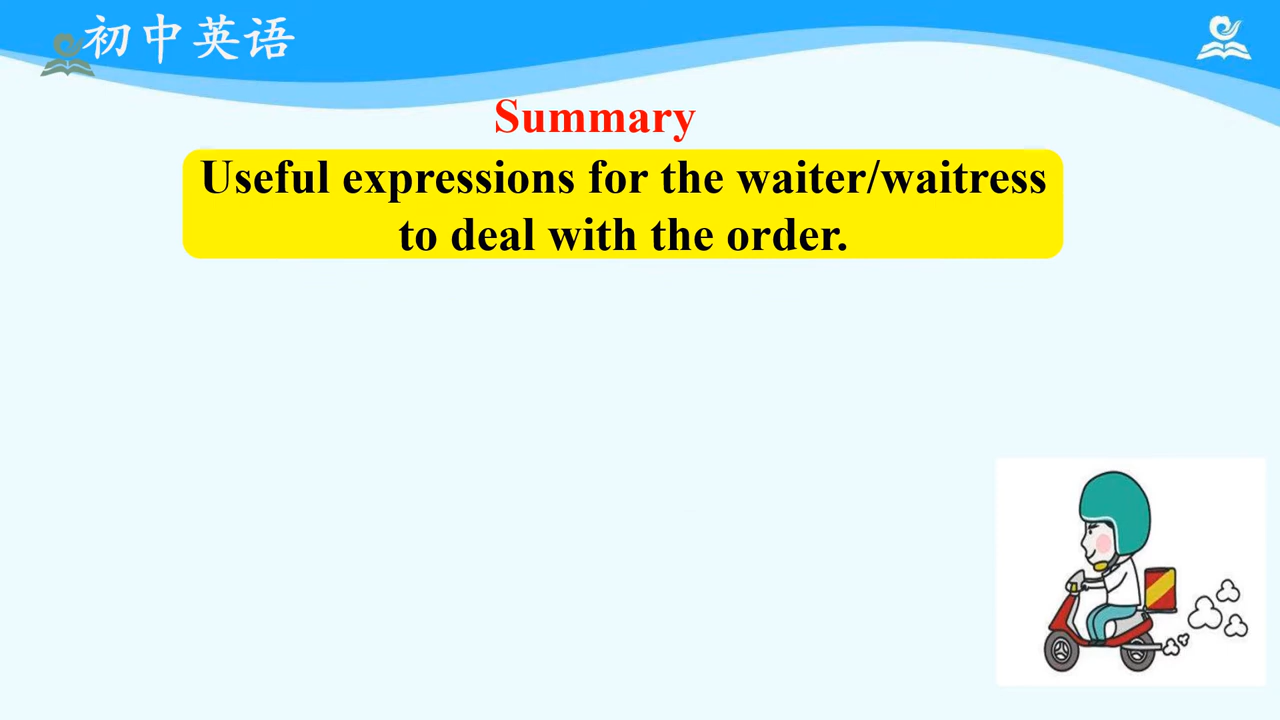 初中英语
Summary
Useful expressions for the waiter/waitress
to deal with the order.